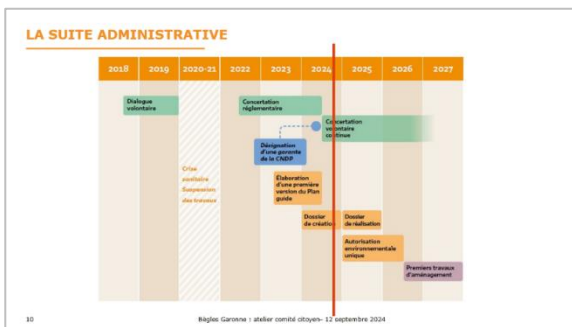 LA SUITE ADMINISTRATIVE
2018 2019 2020-21 2022 2023 2024 2025 2026 2027
Dialogue
volontaire
Concertation
réglementaire
Concertation
volontaire
continue
Désignation
d'une garante
de la CNDP
Crise
sanitaire
Suspension
des travaux
Élaboration
d'une première
version du Plan
guide
Dossier
de création
Dossier
de réalisation
Autorisation
environnementale
unique
Premiers travaux
d'aménagement
10
Bègles Garonne : atelier comité citoyen– 12 septembre 2024